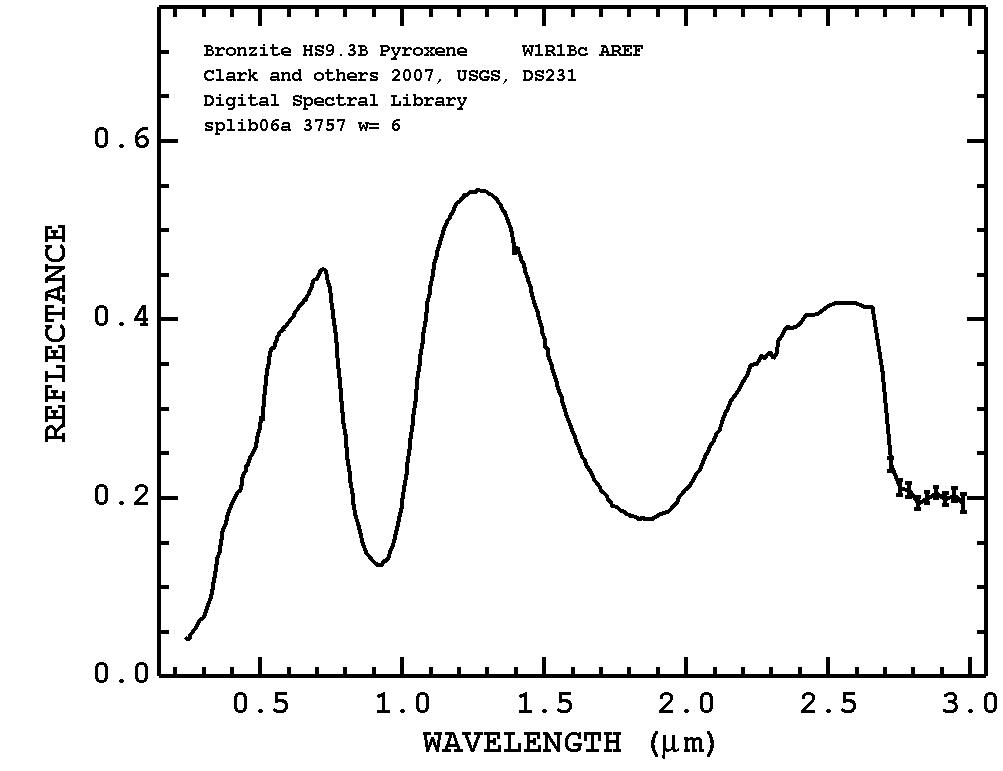 Bronzite HS9.3B Pyroxene W1R1Bc AREF
Clark and others 2007, USGS, DS231
Digital Spectral Library
splib06a 3757 w= 6
0.6
0.4
0.2
0.0
REFLECTANCE
0.5 1.0 1.5 2.0 2.5 3.0
WAVELENGTH (μm)